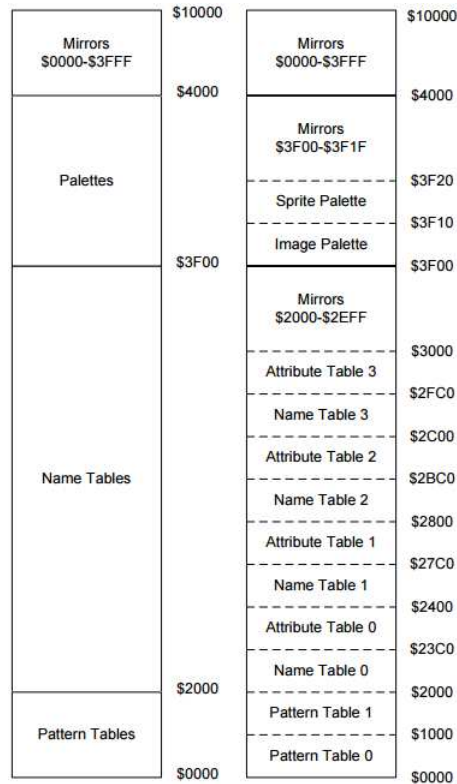 $10000
Mirrors
$0000-$3FFF
$4000
Palettes
$3F00
Name Tables
$2000
Pattern Tables
$0000
$10000
Mirrors
$0000-$3FFF
$4000
Mirrors
$3F00-$3F1F
$3F20
Sprite Palette
$3F10
Image Palette
$3F00
Mirrors
$2000-$2EFF
$3000
Attribute Table 3
$2FC0
Name Table 3
$2C00
Attribute Table 2
$2BC0
Name Table 2
$2800
Attribute Table 1
$27C0
Name Table 1
$2400
Attribute Table 0
$23C0
Name Table 0
$2000
Pattern Table 1
$1000
Pattern Table 0
$0000